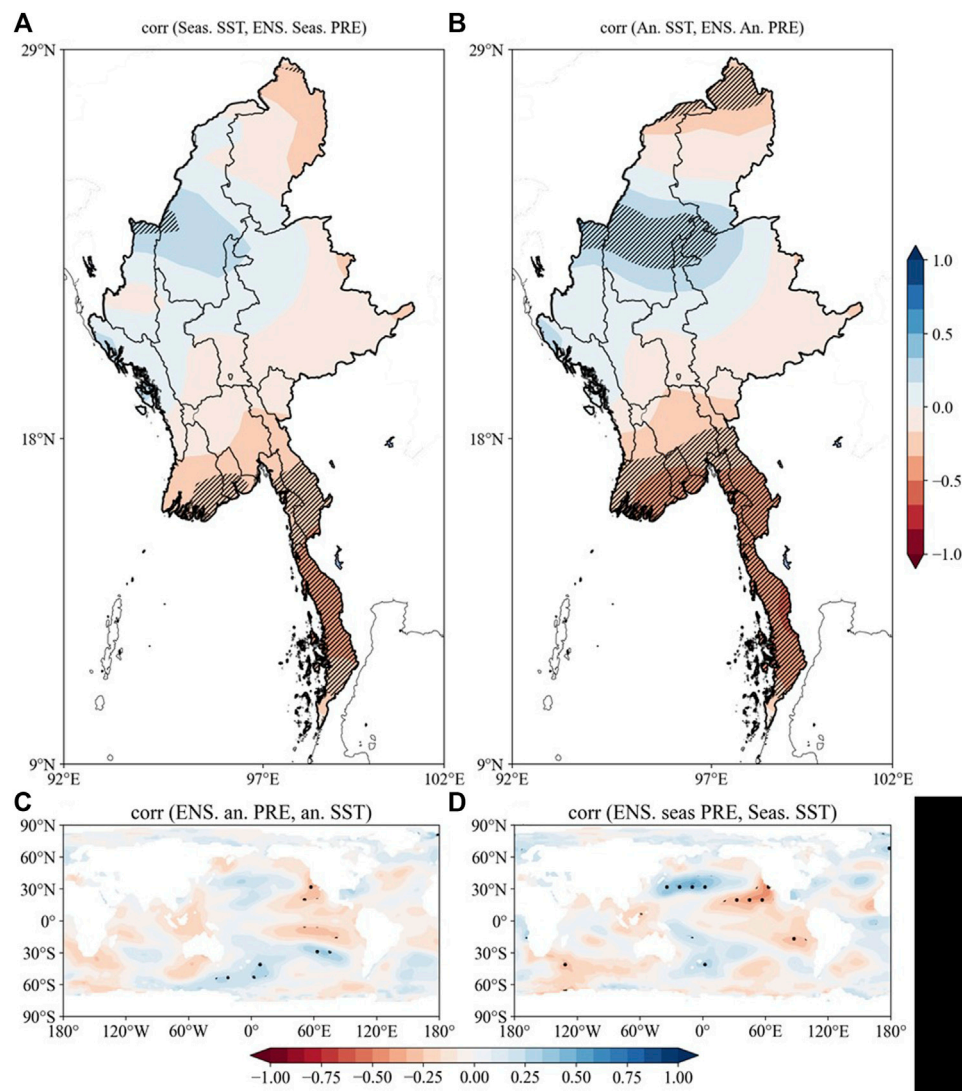 A
corr (Seas. SST, ENS. Seas. PRE)
B
corr (An. SST, ENS. An. PRE)
29°N
29°N
18°N
18°N
9°N
9°N
92°E
97°E
102°E
92°E
97°E
102°E
1.0
0.5
0.0
−0.5
−1.0
C
corr (ENS. an. PRE, an. SST)
D
corr (ENS. seas PRE, Seas. SST)
90°N
60°N
30°N
0°
30°S
60°S
90°S
90°N
60°N
30°N
0°
30°S
60°S
90°S
180°
120°W
60°W
0°
60°E
120°E
180°
180°
120°W
60°W
0°
60°E
120°E
180°
−1.00
−0.75
−0.50
−0.25
0.00
0.25
0.50
0.75
1.00